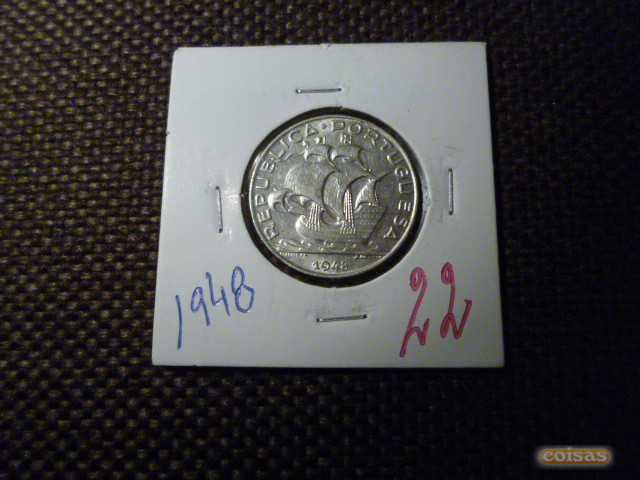 REPUBLICA · PORTUGUESA
1948
1948
22
coisas